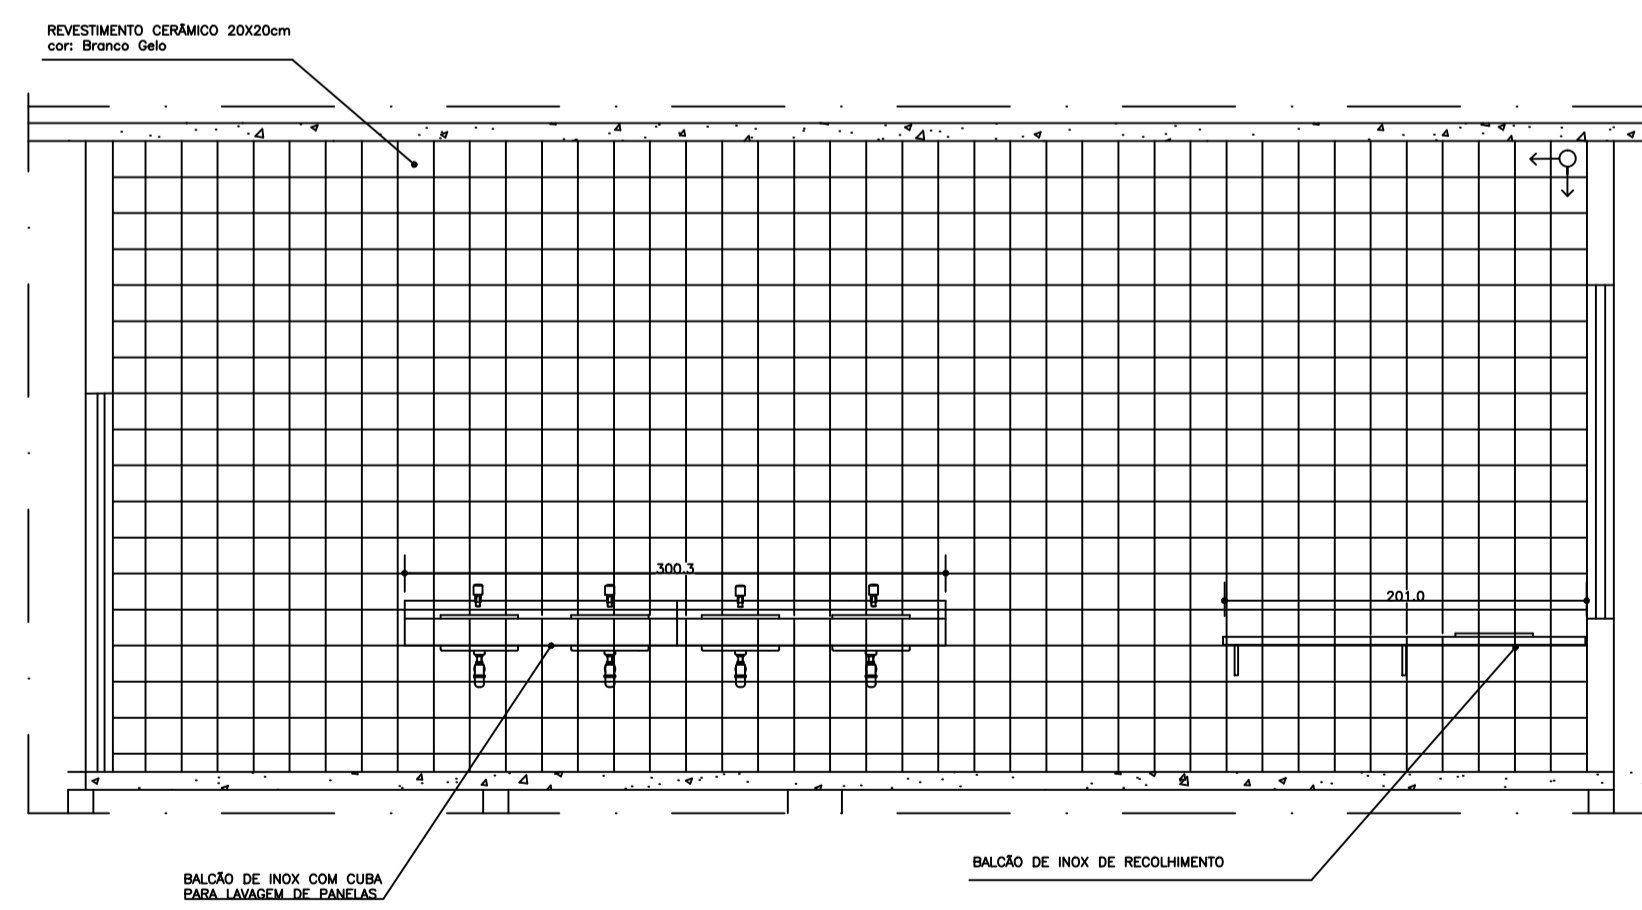 REVESTIMENTO CERÂMICO 20X20cm
cor: Branco Gelo
300.3
201.0
BALCÃO DE INOX DE RECOLHIMENTO
BALCÃO DE INOX COM CUBA
PARA LAVAGEM DE PANELAS